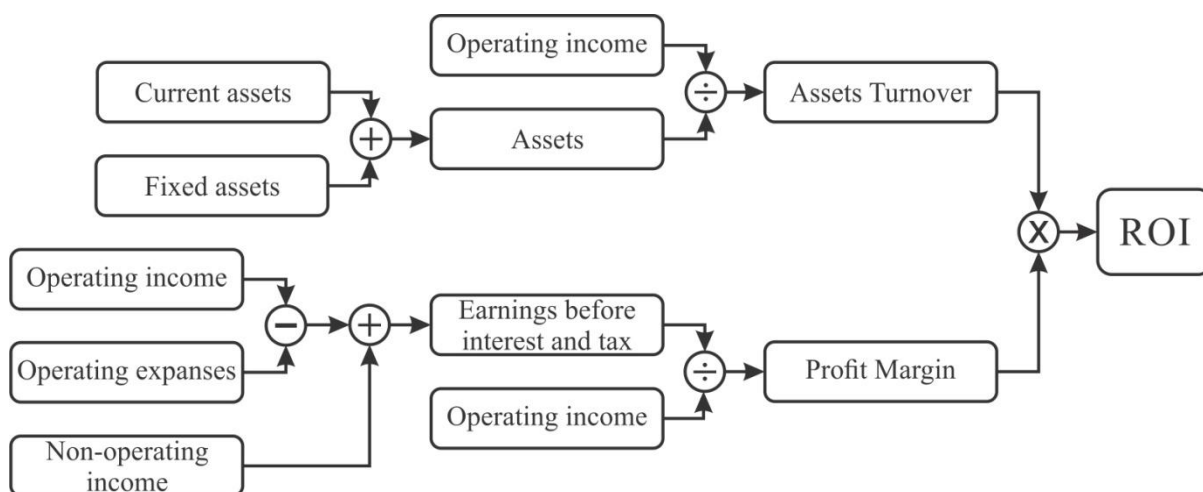 Operating income
Current assets
÷
Assets Turnover
+
Assets
Fixed assets
x
ROI
Operating income
−
+
Earnings before
interest and tax
Operating expanses
÷
Profit Margin
Operating income
Non-operating
income